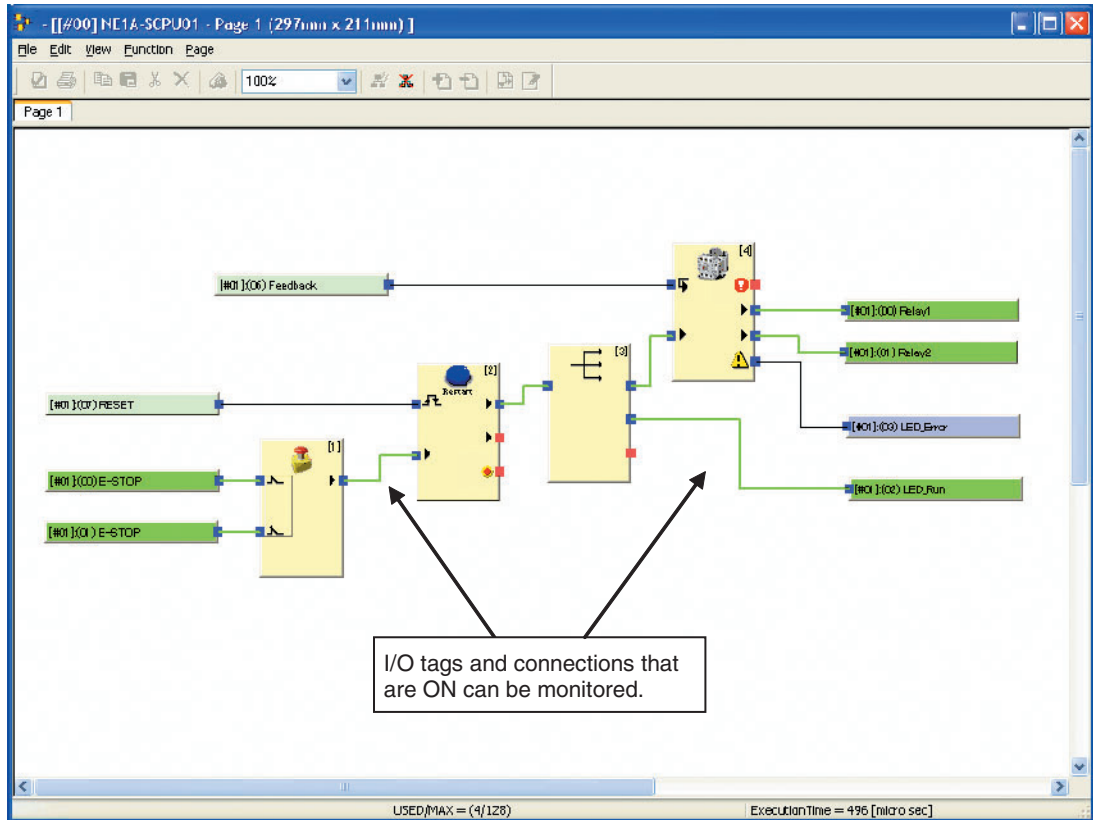 - [[#00] NE1A-SCPU01 - Page 1 (297mm x 211mm) ]
File Edit View Function Page
100%
Page 1
[4]
[#01]:(06) Feedback
[#01]:(00) Relay1
[#01]:(01) Relay2
[3]
[2]
Restart
[#01]:(07) RESET
[#01]:(03) LED_Error
[1]
[#01]:(00) E-STOP
[#01]:(02) LED_Run
[#01]:(01) E-STOP
I/O tags and connections that
are ON can be monitored.
USED/MAX = (4/128) ExecutionTime = 496 [micro sec]